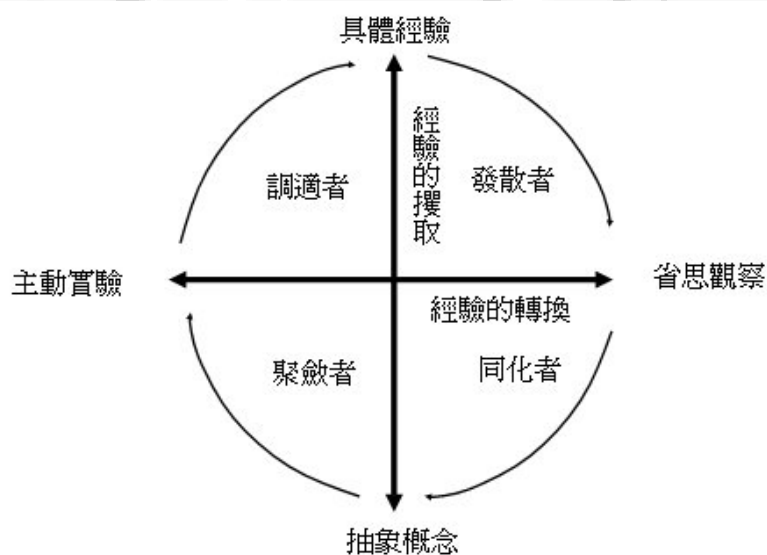 具體經驗
經驗的攫取
調適者
發散者
主動實驗
省思觀察
經驗的轉換
聚斂者
同化者
抽象概念